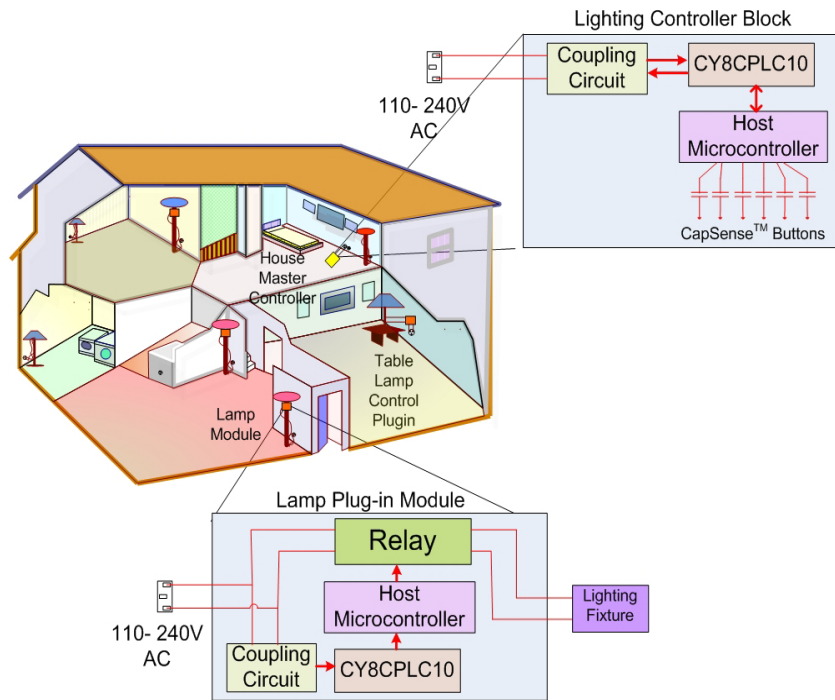 Lighting Controller Block
Coupling
Circuit
CY8CPLC10
110- 240V
AC
Host
Microcontroller
CapSense™ Buttons
House
Master
Controller
Table
Lamp
Control
Plugin
Lamp
Module
Lamp Plug-in Module
Relay
Host
Microcontroller
Lighting
Fixture
110- 240V
AC
Coupling
Circuit
CY8CPLC10